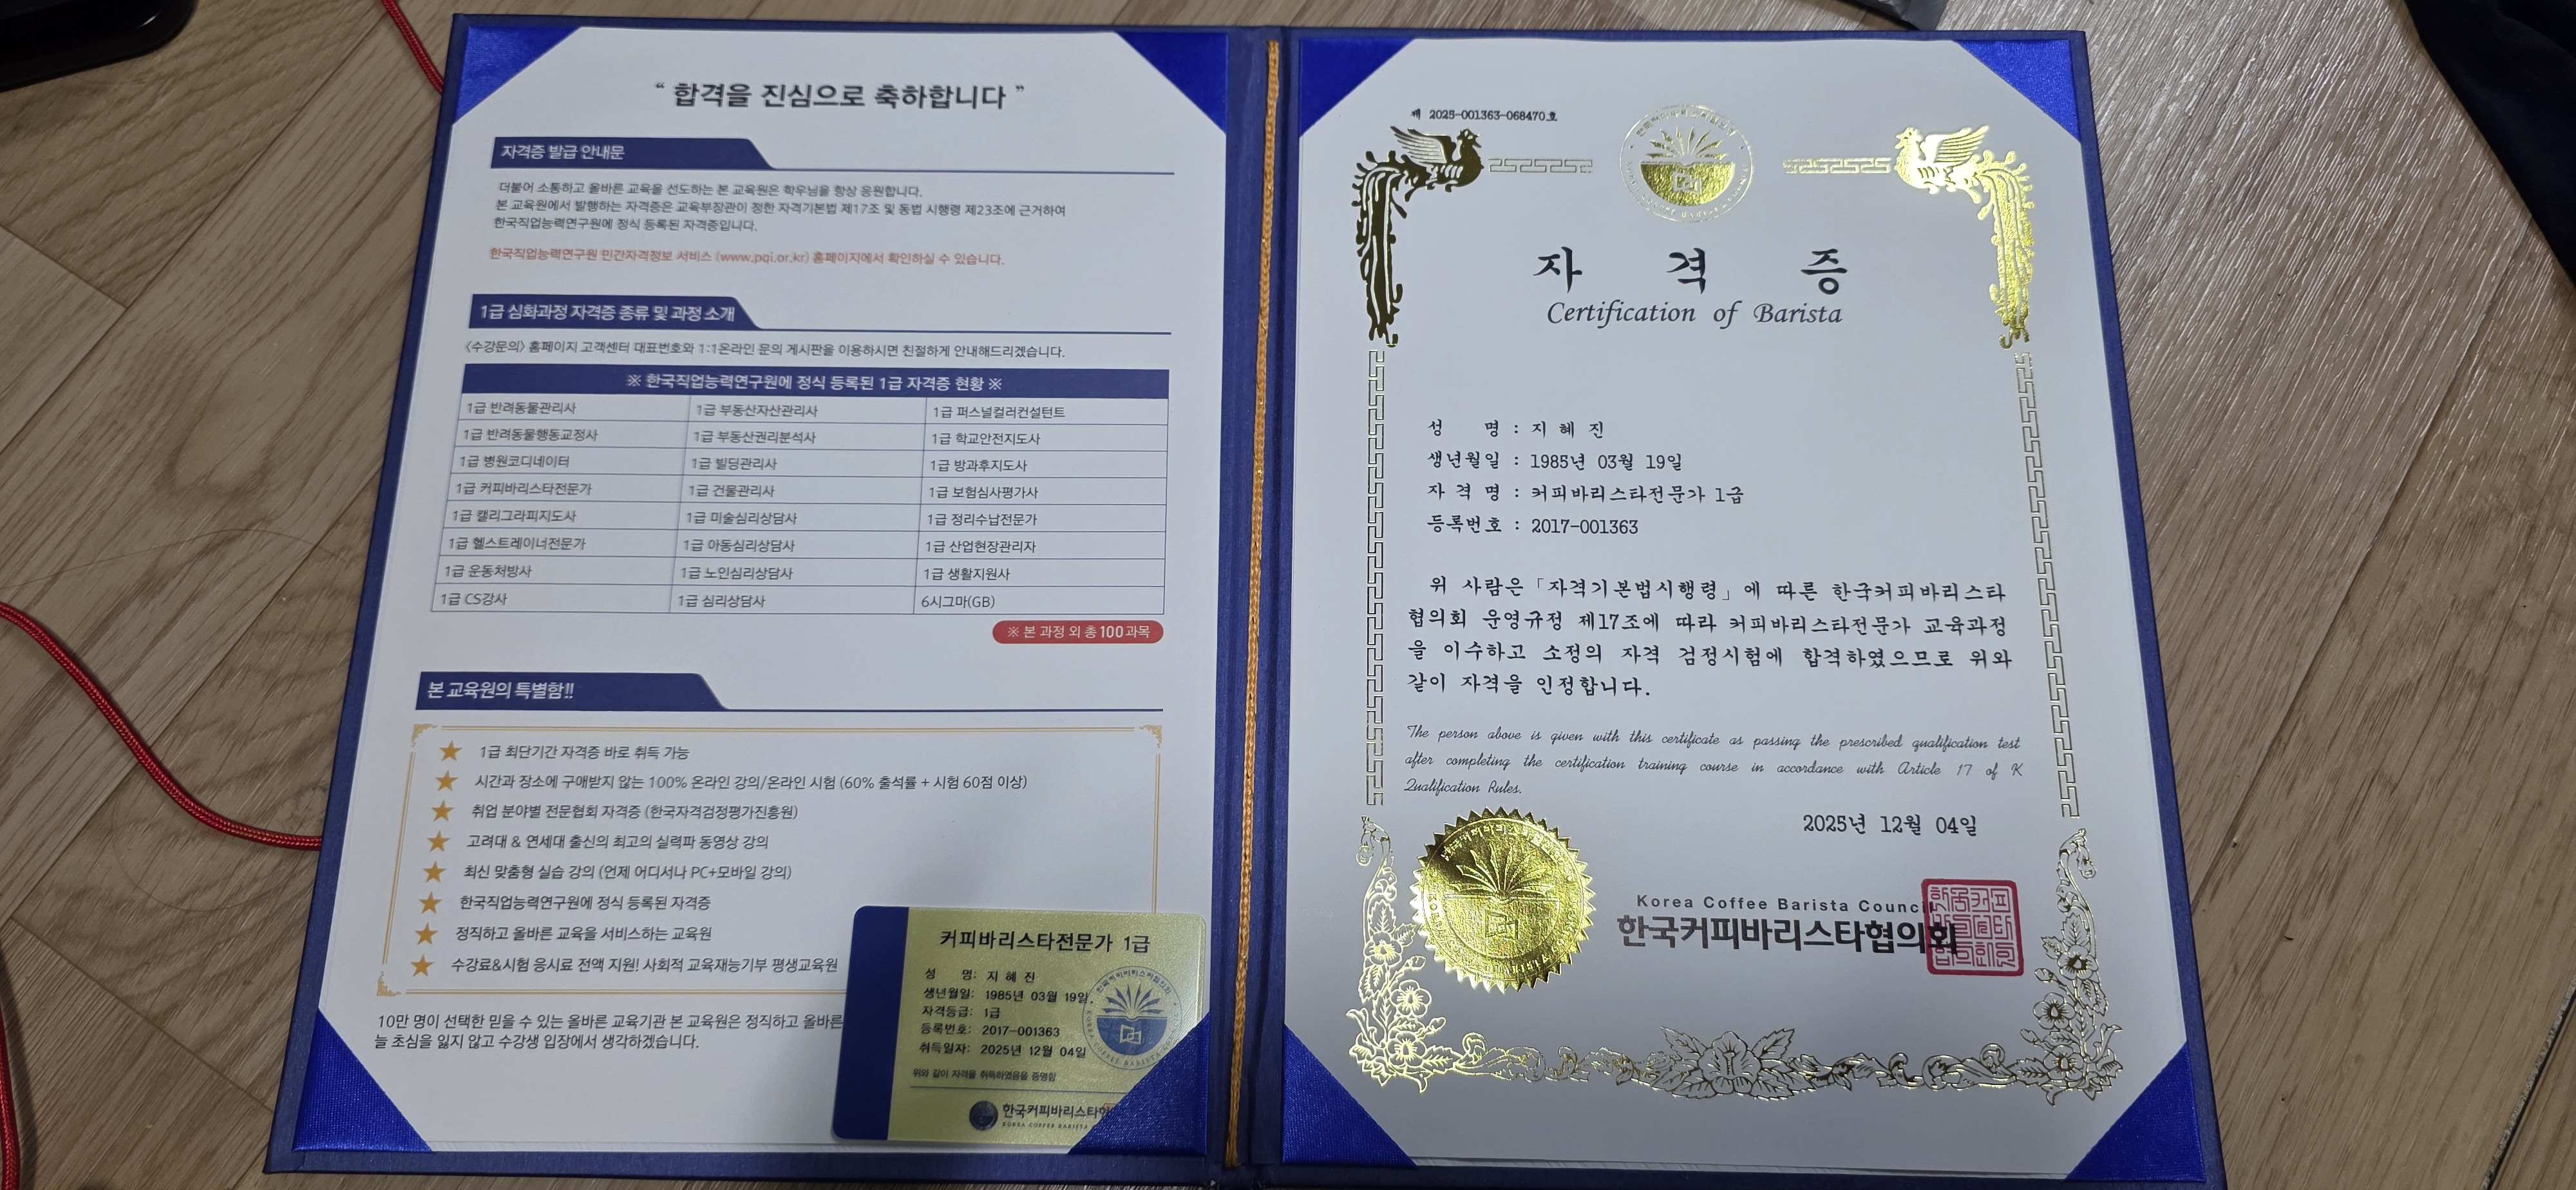 “ 합격을 진심으로 축하합니다 ”
자격증 발급 안내문
더불어 소통하고 올바른 교육을 선도하는 본 교육원은 학우님을 항상 응원합니다.
본 교육원에서 발행하는 자격증은 교육부장관이 정한 자격기본법 제17조 및 동법 시행령 제23조에 근거하여
한국직업능력연구원에 정식 등록된 자격증입니다.
한국직업능력연구원 민간자격정보 서비스 (www.pqi.or.kr) 홈페이지에서 확인하실 수 있습니다.
1급 심화과정 자격증 종류 및 과정 소개
<수강문의> 홈페이지 고객센터 대표번호와 1:1온라인 문의 게시판을 이용하시면 친절하게 안내해드리겠습니다.
※ 한국직업능력연구원에 정식 등록된 1급 자격증 현황 ※
1급 반려동물관리사 1급 부동산자산관리사 1급 퍼스널컬러컨설턴트
1급 반려동물행동교정사 1급 부동산권리분석사 1급 학교안전지도사
1급 병원코디네이터 1급 빌딩관리사 1급 방과후지도사
1급 커피바리스타전문가 1급 건물관리사 1급 보험심사평가사
1급 캘리그라피지도사 1급 미술심리상담사 1급 정리수납전문가
1급 헬스트레이너전문가 1급 아동심리상담사 1급 산업현장관리자
1급 운동처방사 1급 노인심리상담사 1급 생활지원사
1급 CS강사 1급 심리상담사 6시그마(GB)
※ 본 과정 외 총 100과목
본 교육원의 특별함!!
1급 최단기간 자격증 바로 취득 가능
시간과 장소에 구애받지 않는 100% 온라인 강의/온라인 시험 (60% 출석률 + 시험 60점 이상)
취업 분야별 전문협회 자격증 (한국자격검정평가진흥원)
고려대 & 연세대 출신의 최고의 실력파 동영상 강의
최신 맞춤형 실습 강의 (언제 어디서나 PC+모바일 강의)
한국직업능력연구원에 정식 등록된 자격증
정직하고 올바른 교육을 서비스하는 교육원
수강료&시험 응시료 전액 지원! 사회적 교육재능기부 평생교육원
10만 명이 선택한 믿을 수 있는 올바른 교육기관 본 교육원은 정직하고 올바른
늘 초심을 잃지 않고 수강생 입장에서 생각하겠습니다.
커피바리스타전문가 1급
성 명: 지 혜 진
생년월일: 1985년 03월 19일
자격등급: 1급
등록번호: 2017-001363
취득일자: 2025년 12월 04일
위와 같이 자격을 취득하였음을 증명함
한국커피바리스타협
KOREA COFFEE BARISTA
제 2025-001363-068470호
자 격 증
Certification of Barista
성 명 : 지 혜 진
생년월일 : 1985년 03월 19일
자 격 명 : 커피바리스타전문가 1급
등록번호 : 2017-001363
위 사람은 「자격기본법시행령」에 따른 한국커피바리스타
협의회 운영규정 제17조에 따라 커피바리스타전문가 교육과정
을 이수하고 소정의 자격 검정시험에 합격하였으므로 위와
같이 자격을 인정합니다.
The person above is given with this certificate as passing the prescribed qualification test
after completing the certification training course in accordance with Article 17 of K
Qualification Rules.
2025년 12월 04일
Korea Coffee Barista Council
한국커피바리스타협의회